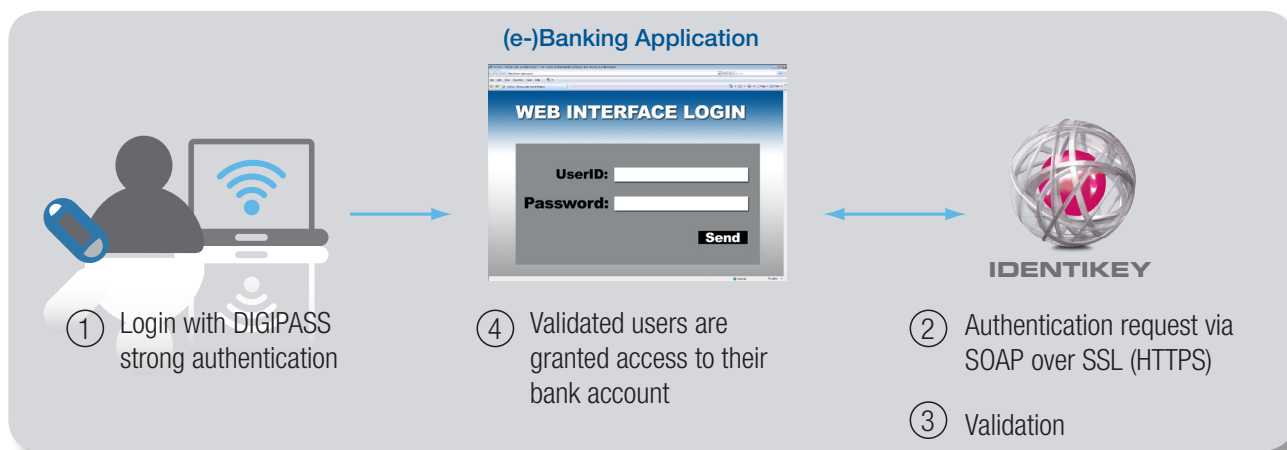 (e-)Banking Application
WEB INTERFACE LOGIN
UserID:
Password:
Send
IDENTIKEY
1 Login with DIGIPASS
strong authentication
4 Validated users are
granted access to their
bank account
2 Authentication request via
SOAP over SSL (HTTPS)
3 Validation